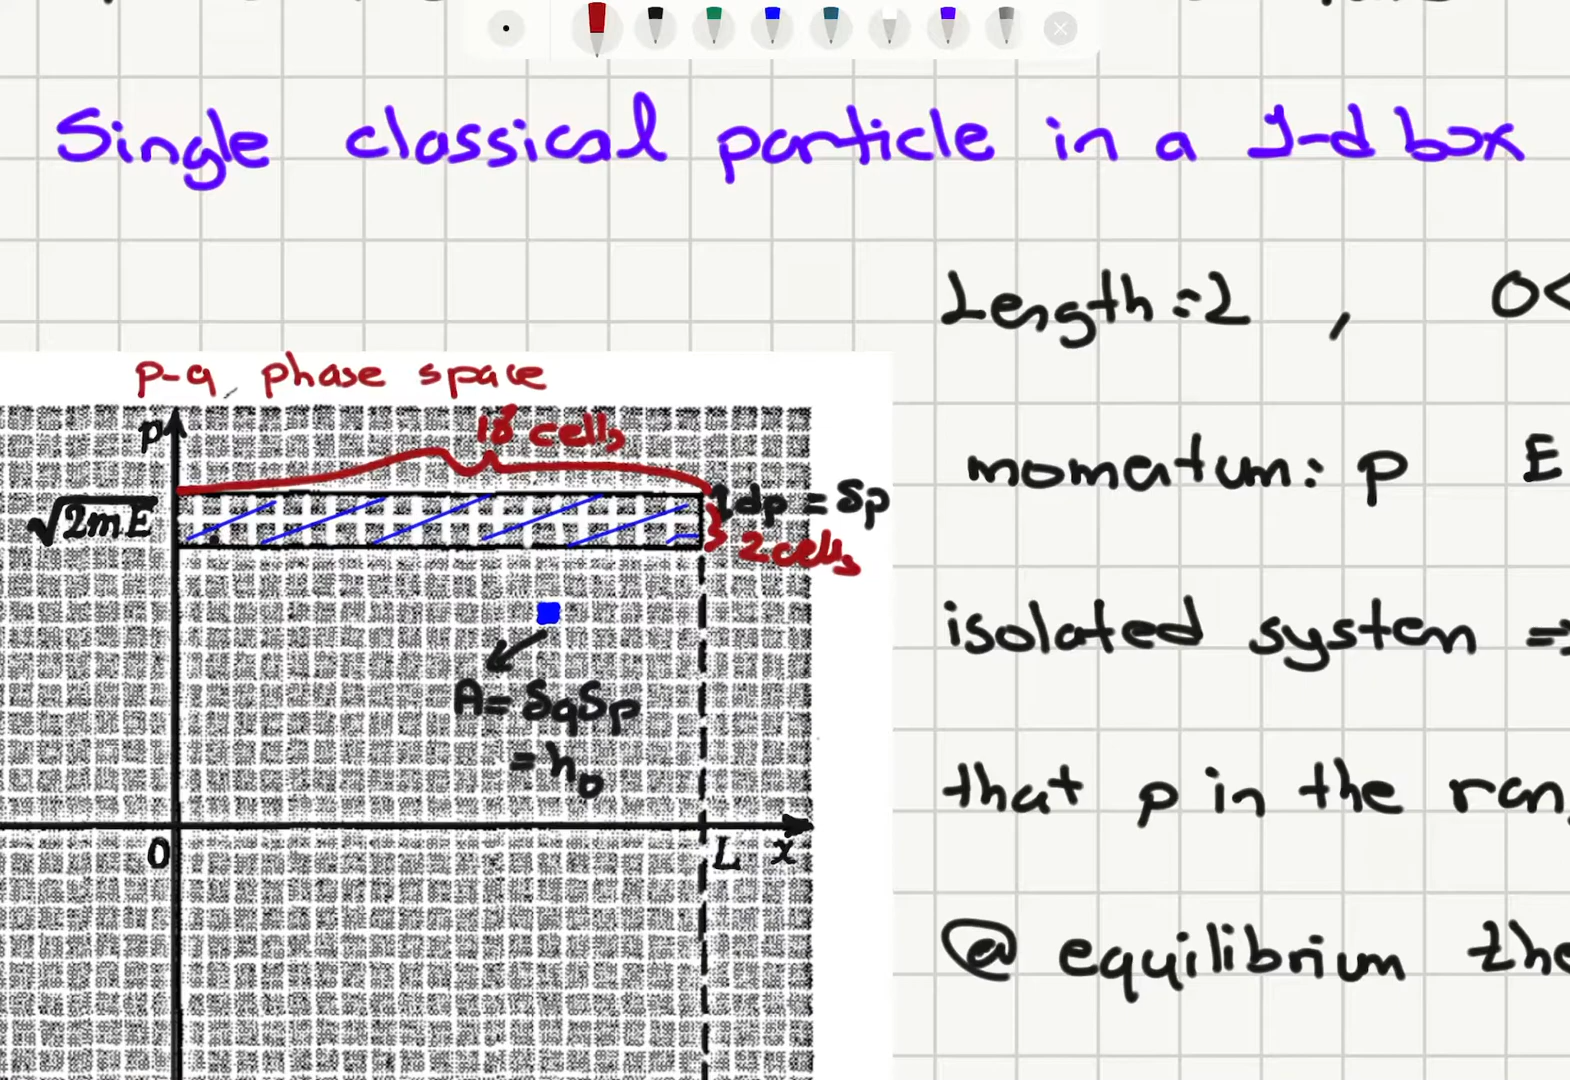 Single classical particle in a 1-d box
Length = L , 0<
p-q phase space
18 cells
p
momentum: p E
√2mE
dp = δp
2 cells
isolated system =>
A = δqδp
= h₀
that p in the ran
0 L x
@ equilibrium the